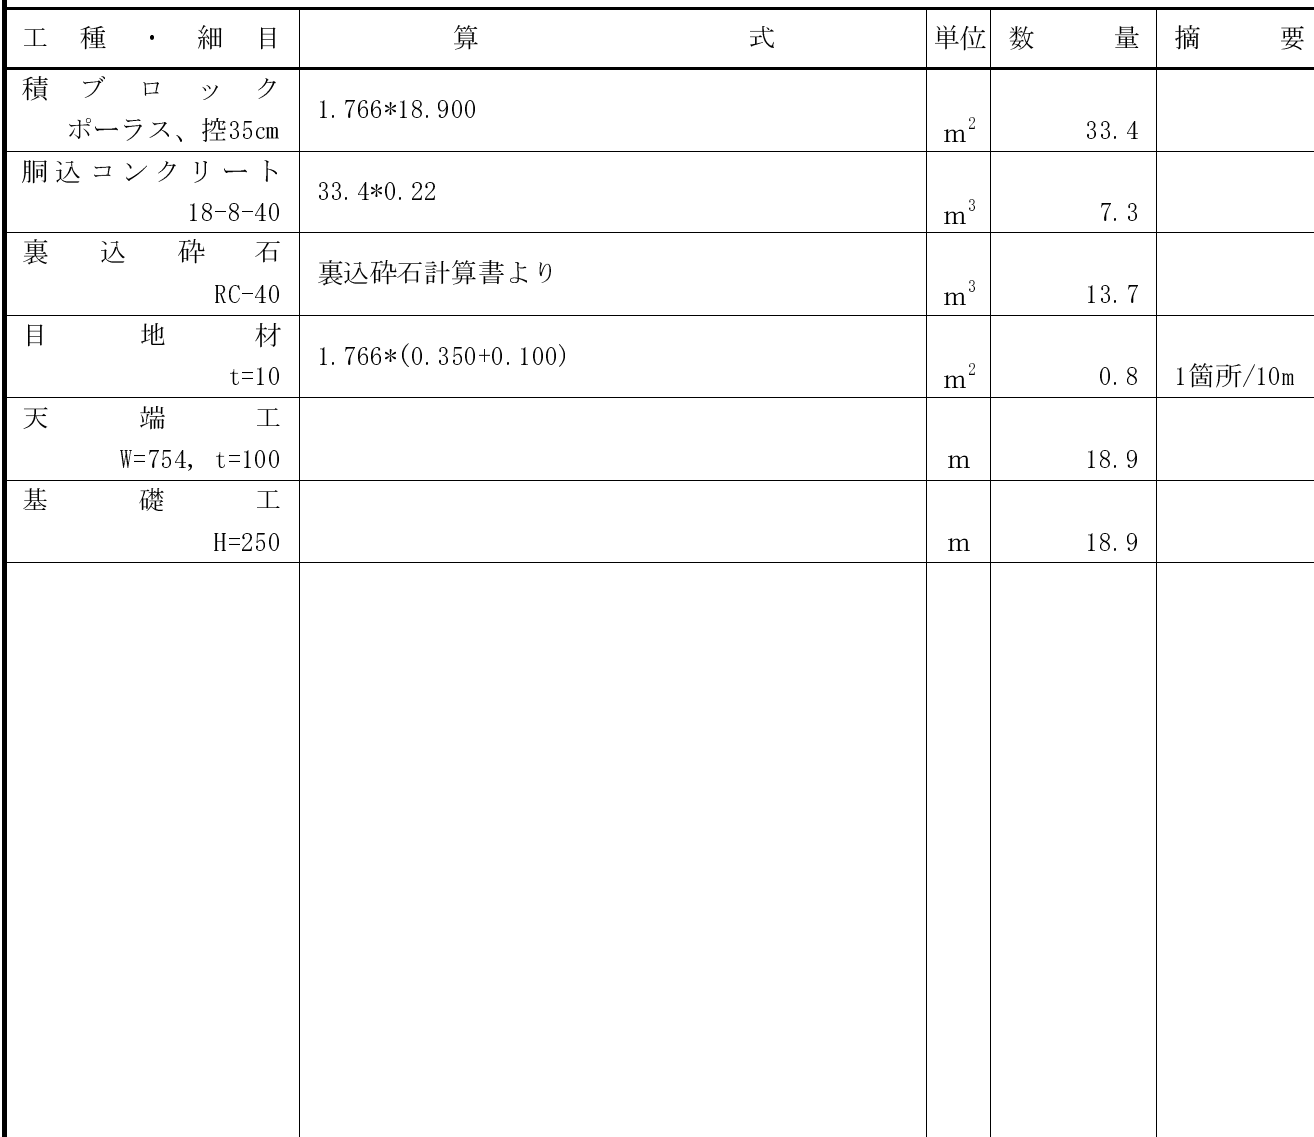 工種・細目 算式 単位 数量 摘要
積ブロック
ポーラス、控35cm 1.766*18.900 m² 33.4
胴込コンクリート
18-8-40 33.4*0.22 m³ 7.3
裏込砕石
RC-40 裏込砕石計算書より m³ 13.7
目地材
t=10 1.766*(0.350+0.100) m² 0.8 1箇所/10m
天端工
W=754, t=100 m 18.9
基礎工
H=250 m 18.9